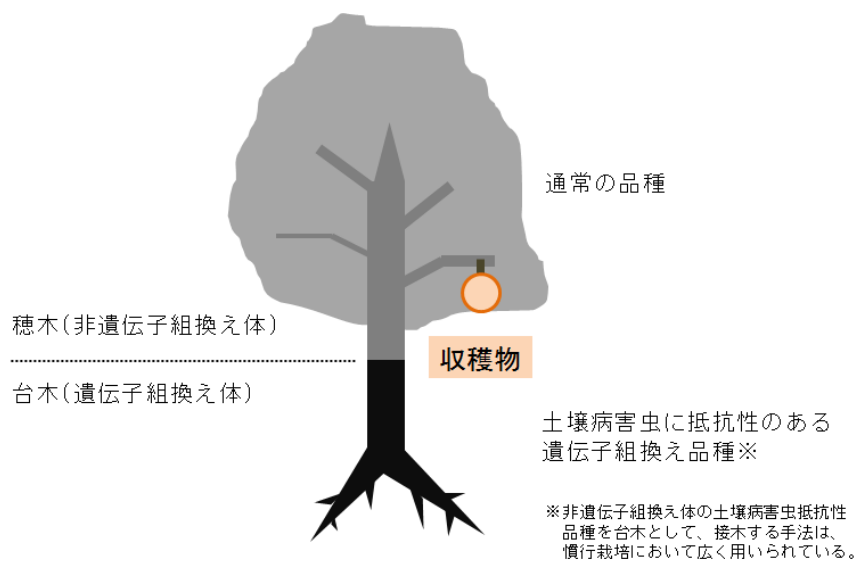 通常の品種
穂木(非遺伝子組換え体)
収穫物
台木(遺伝子組換え体)
土壌病害虫に抵抗性のある
遺伝子組換え品種※
※非遺伝子組換え体の土壌病害虫抵抗性
品種を台木として、接木する手法は、
慣行栽培において広く用いられている。